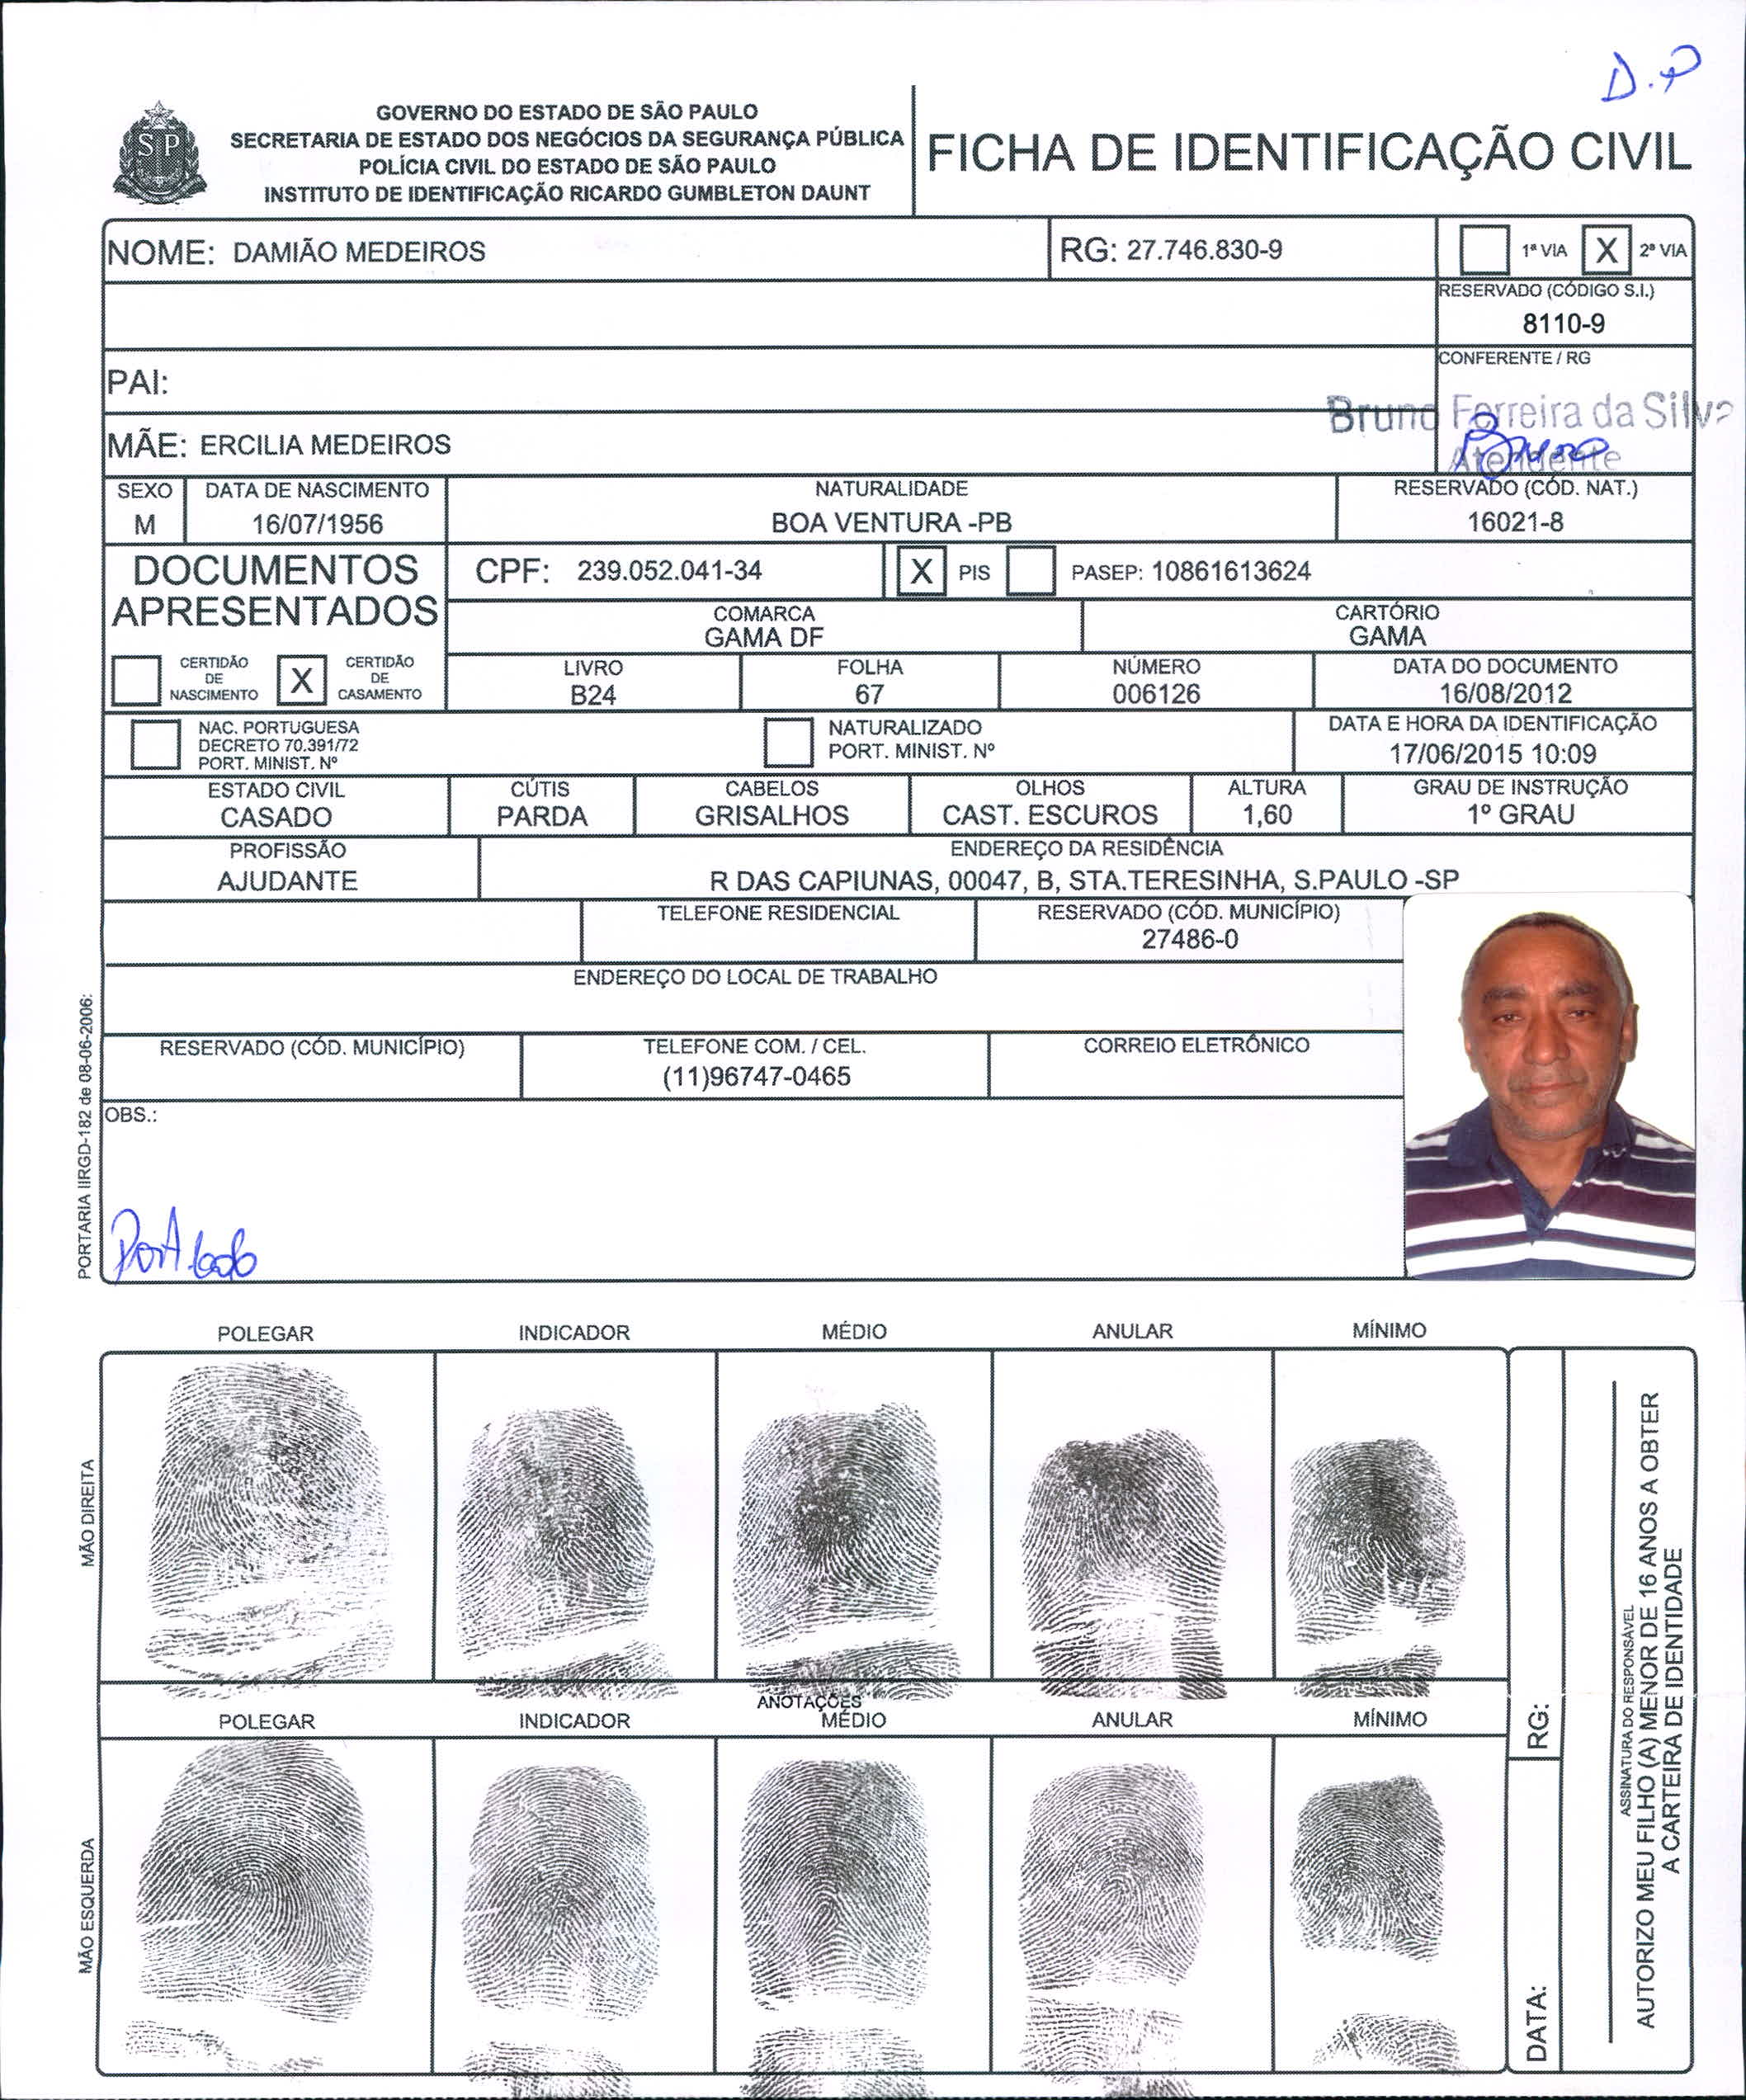 D.P
GOVERNO DO ESTADO DE SÃO PAULO
SECRETARIA DE ESTADO DOS NEGÓCIOS DA SEGURANÇA PÚBLICA
POLÍCIA CIVIL DO ESTADO DE SÃO PAULO
INSTITUTO DE IDENTIFICAÇÃO RICARDO GUMBLETON DAUNT
SP
FICHA DE IDENTIFICAÇÃO CIVIL
NOME: DAMIÃO MEDEIROS
RG: 27.746.830-9
1ª VIA X 2ª VIA
RESERVADO (CÓDIGO S.I.)
8110-9
PAI:
CONFERENTE / RG
Bruno Ferreira da Silva
Atendente
MÃE: ERCILIA MEDEIROS
SEXO
M
DATA DE NASCIMENTO
16/07/1956
NATURALIDADE
BOA VENTURA -PB
RESERVADO (CÓD. NAT.)
16021-8
DOCUMENTOS
APRESENTADOS
CPF: 239.052.041-34
X PIS
PASEP: 10861613624
COMARCA
GAMA DF
CARTÓRIO
GAMA
CERTIDÃO
DE
NASCIMENTO
X
CERTIDÃO
DE
CASAMENTO
LIVRO
B24
FOLHA
67
NÚMERO
006126
DATA DO DOCUMENTO
16/08/2012
NAC. PORTUGUESA
DECRETO 70.391/72
PORT. MINIST. Nº
NATURALIZADO
PORT. MINIST. Nº
DATA E HORA DA IDENTIFICAÇÃO
17/06/2015 10:09
ESTADO CIVIL
CASADO
CÚTIS
PARDA
CABELOS
GRISALHOS
OLHOS
CAST. ESCUROS
ALTURA
1,60
GRAU DE INSTRUÇÃO
1º GRAU
PROFISSÃO
AJUDANTE
ENDEREÇO DA RESIDÊNCIA
R DAS CAPIUNAS, 00047, B, STA.TERESINHA, S.PAULO -SP
TELEFONE RESIDENCIAL
RESERVADO (CÓD. MUNICÍPIO)
27486-0
ENDEREÇO DO LOCAL DE TRABALHO
RESERVADO (CÓD. MUNICÍPIO)
TELEFONE COM. / CEL.
(11)96747-0465
CORREIO ELETRÔNICO
OBS.:
PORTARIA IIRGD-182 de 08-06-2006:
POLEGAR INDICADOR MÉDIO ANULAR MÍNIMO
MÃO DIREITA
ANOTAÇÕES
POLEGAR INDICADOR MÉDIO ANULAR MÍNIMO
MÃO ESQUERDA
RG:
DATA:
ASSINATURA DO RESPONSÁVEL
AUTORIZO MEU FILHO (A) MENOR DE 16 ANOS A OBTER
A CARTEIRA DE IDENTIDADE